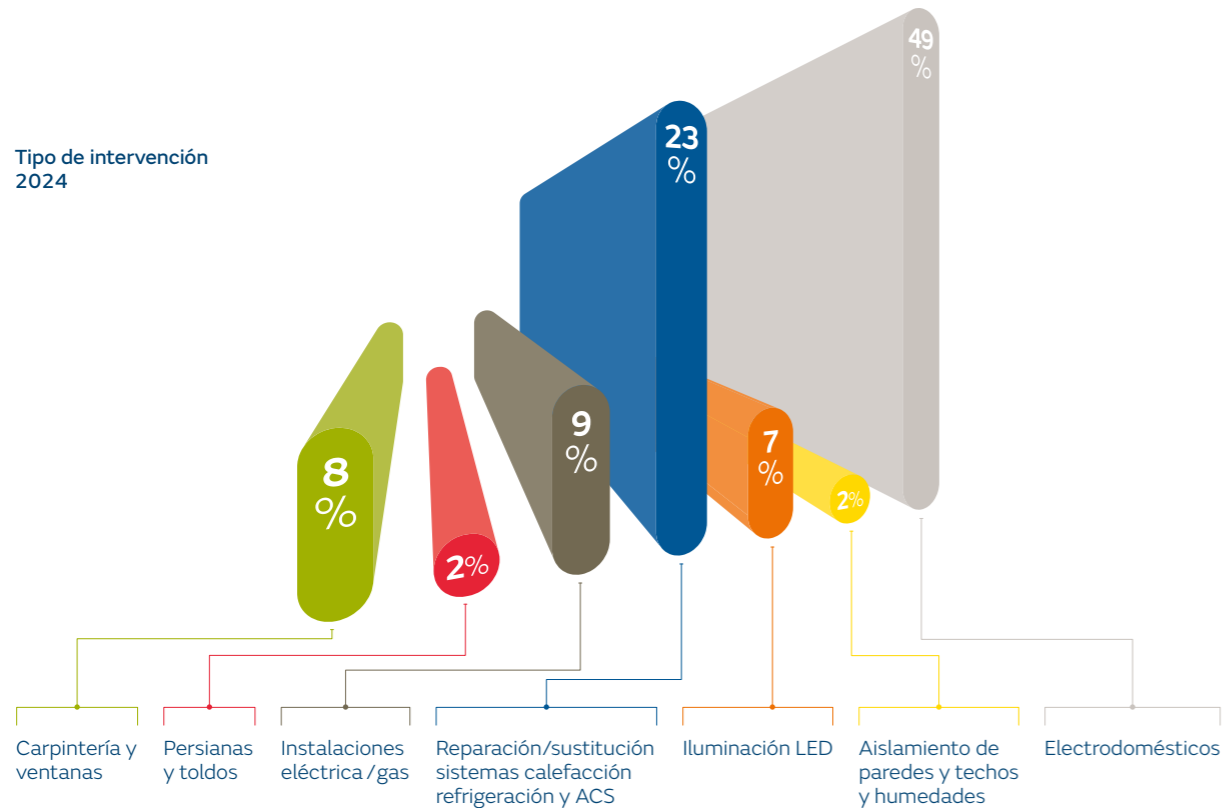 Tipo de intervención
2024
49
%
23
%
9
%
7
%
8
%
2%
2%
Carpintería y
ventanas
Persianas
y toldos
Instalaciones
eléctrica/gas
Reparación/sustitución
sistemas calefacción
refrigeración y ACS
Iluminación LED
Aislamiento de
paredes y techos
y humedades
Electrodomésticos